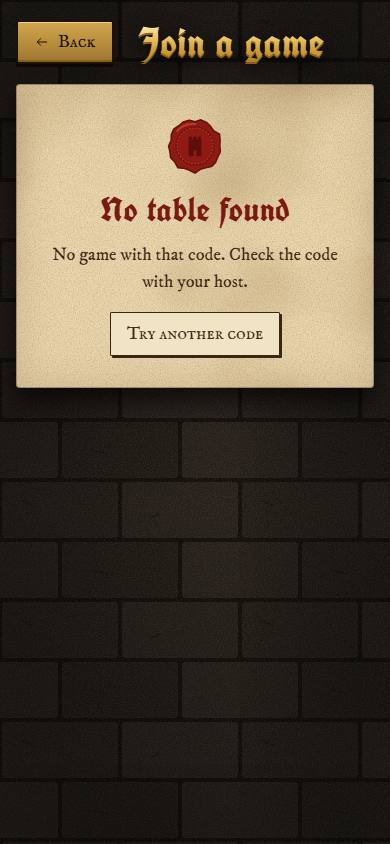 ← Back
Join a game
No table found
No game with that code. Check the code
with your host.
Try another code